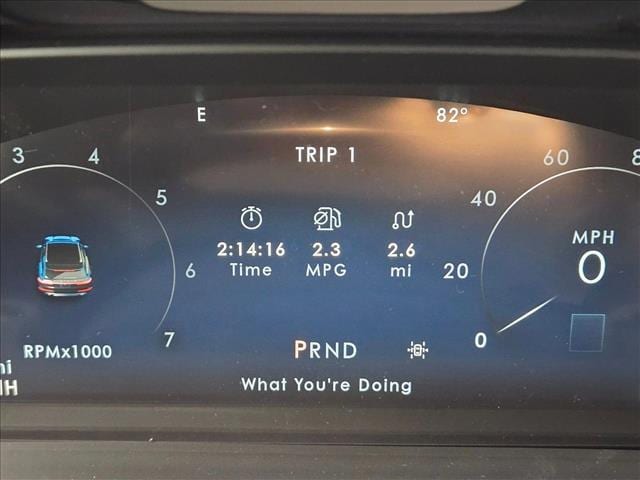 E 82°
TRIP 1
3 4 60 8
5 40
2:14:16 2.3 2.6
Time MPG mi
MPH
0
6 20
7 0
RPMx1000
PRND
What You're Doing